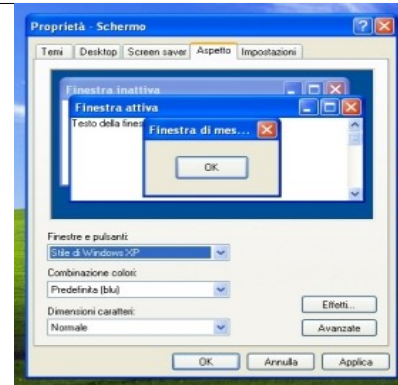 Proprietà - Schermo
Temi Desktop Screen saver Aspetto Impostazioni
Finestra inattiva
Finestra attiva
Testo della fines
Finestra di mes...
OK
Finestre e pulsanti:
Stile di Windows XP
Combinazione colori:
Predefinita (blu)
Effetti...
Dimensioni caratteri:
Normale
Avanzate
OK Annulla Applica